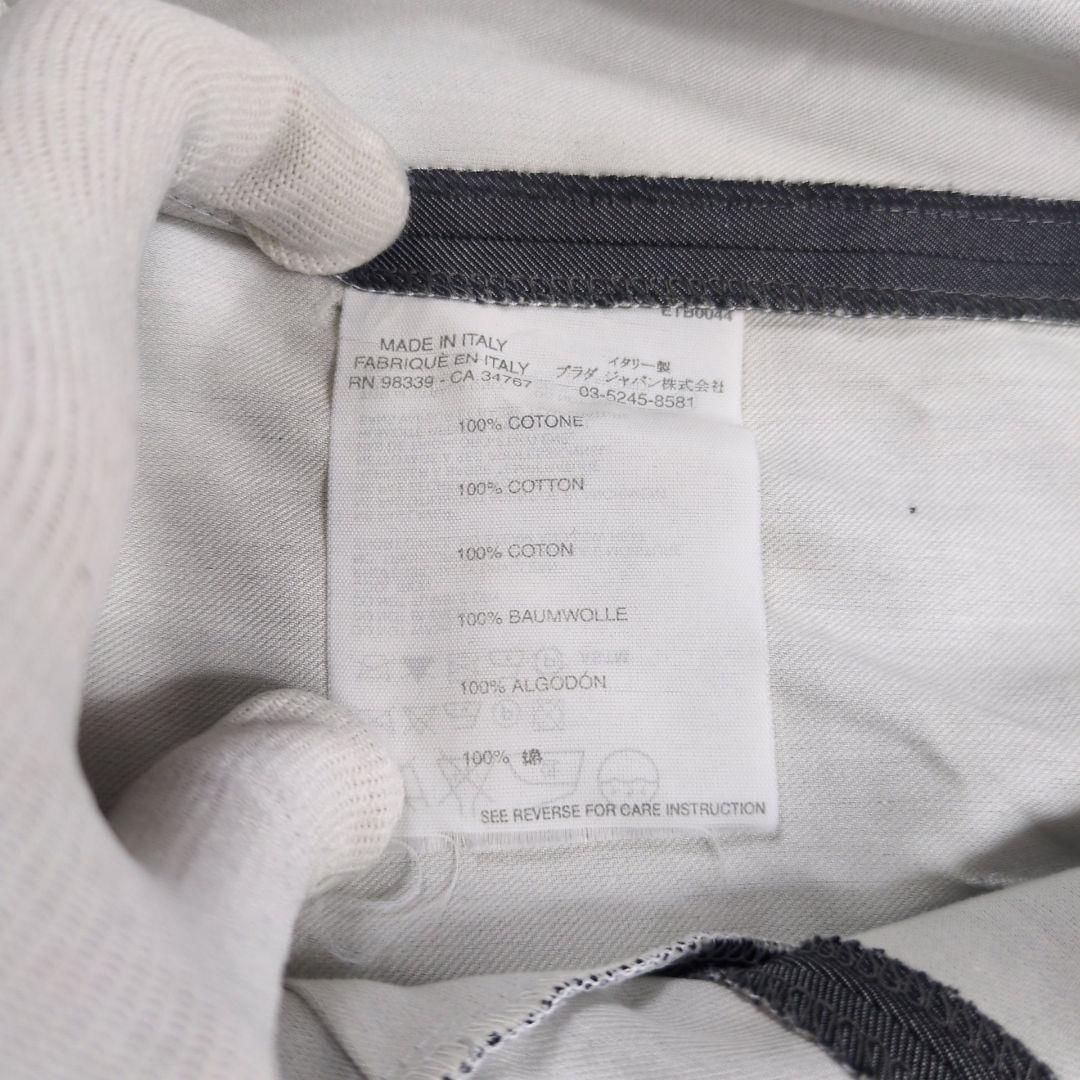 ETB0044
MADE IN ITALY
FABRIQUÈ EN ITALY
RN 98339 - CA 34767
イタリー製
プラダ ジャパン株式会社
03-5245-8581
100% COTONE
100% COTTON
100% COTON
100% BAUMWOLLE
100% ALGODÓN
100% 綿
SEE REVERSE FOR CARE INSTRUCTION